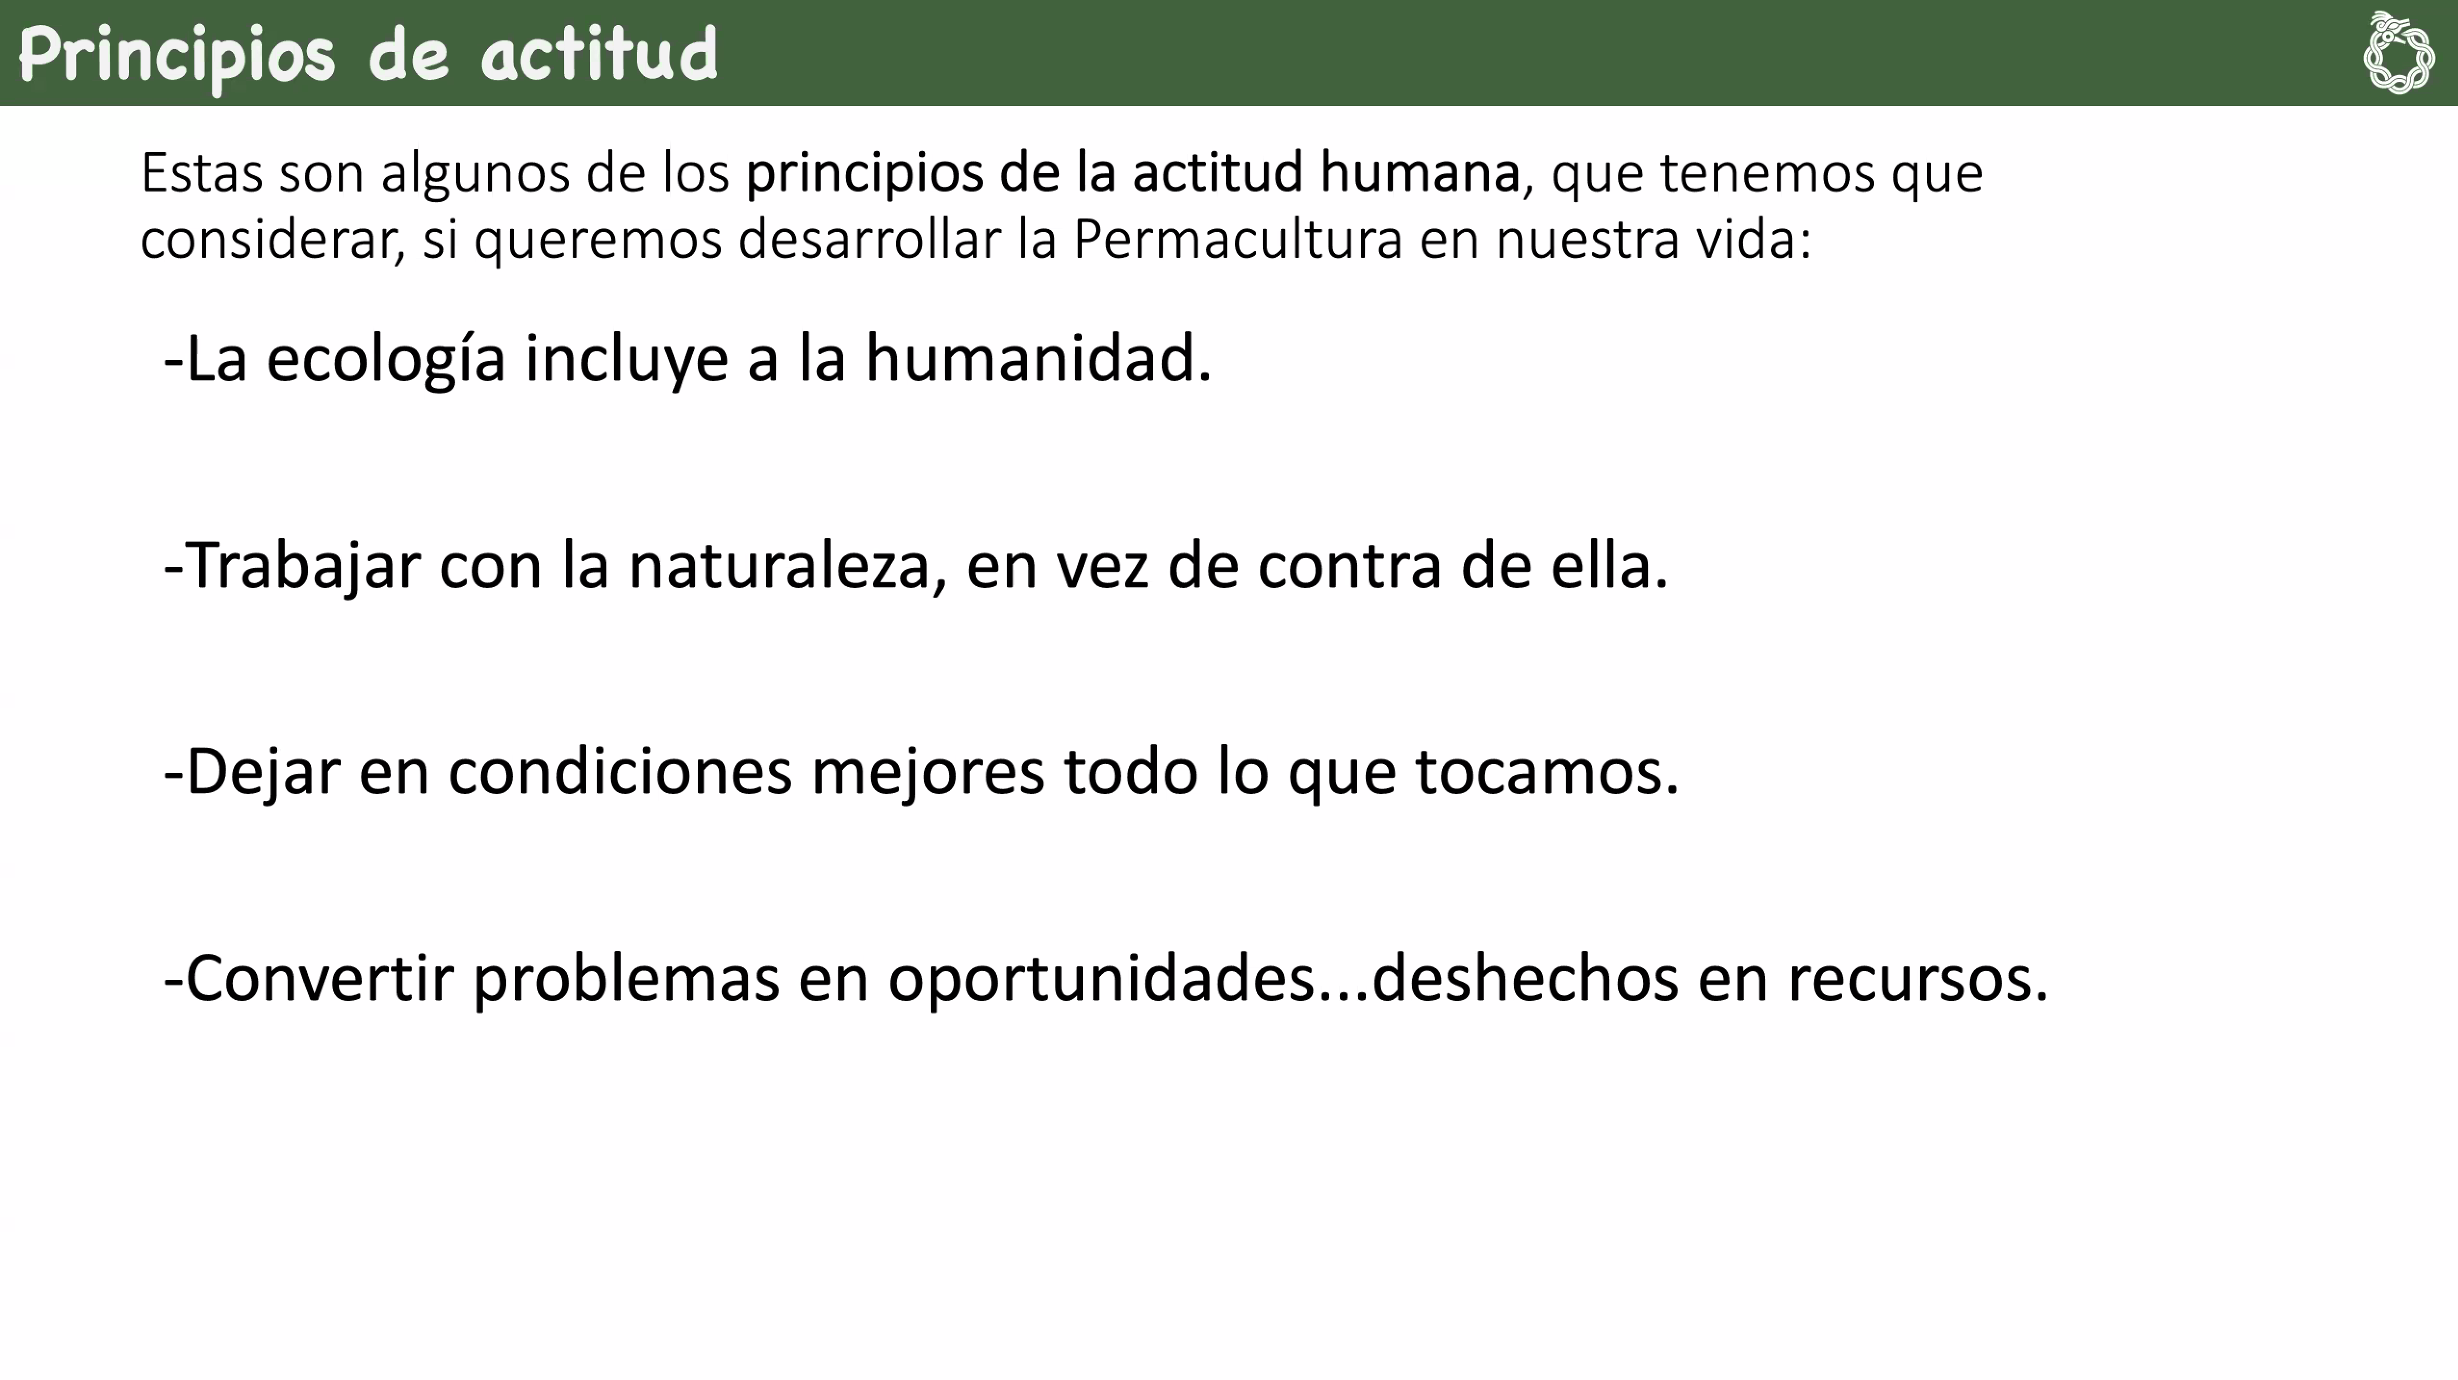 Principios de actitud
Estas son algunos de los principios de la actitud humana, que tenemos que
considerar, si queremos desarrollar la Permacultura en nuestra vida:
-La ecología incluye a la humanidad.
-Trabajar con la naturaleza, en vez de contra de ella.
-Dejar en condiciones mejores todo lo que tocamos.
-Convertir problemas en oportunidades...deshechos en recursos.